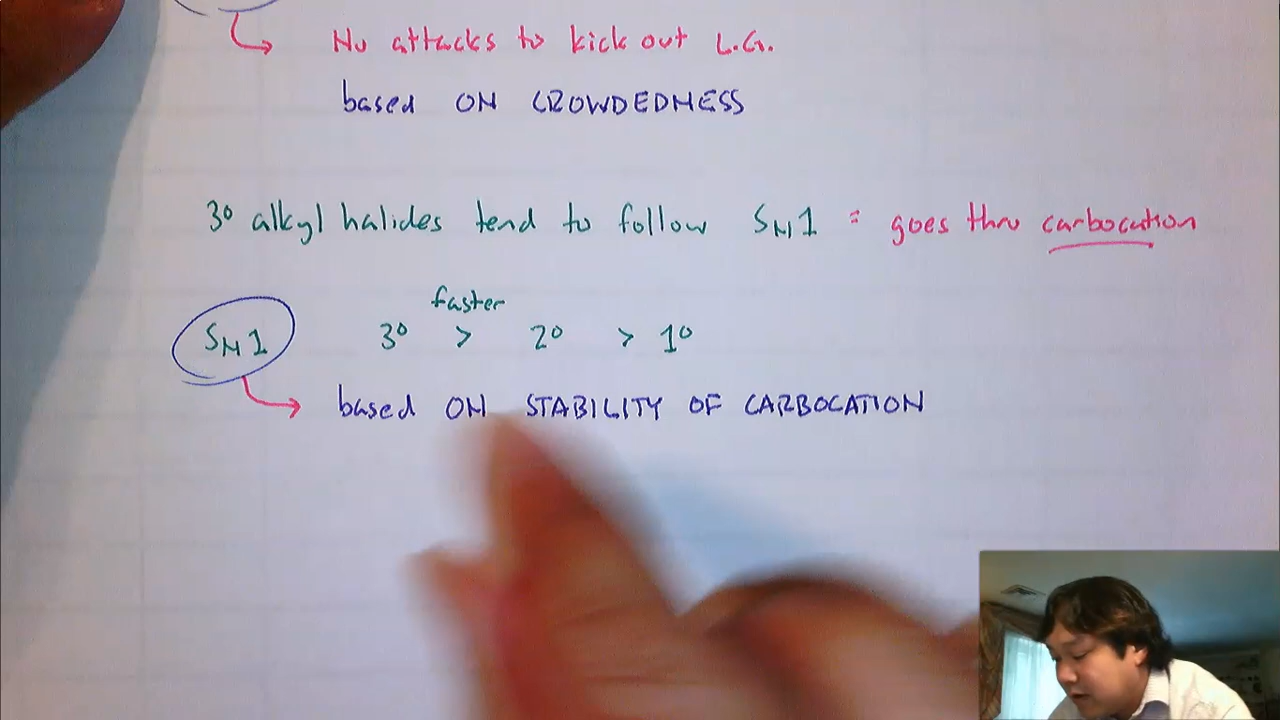 Nu attacks to kick out L.G.
based ON CROWDEDNESS
3° alkyl halides tend to follow SN1 = goes thru carbocation
faster
SN1 3° > 2° > 1°
based ON STABILITY OF CARBOCATION